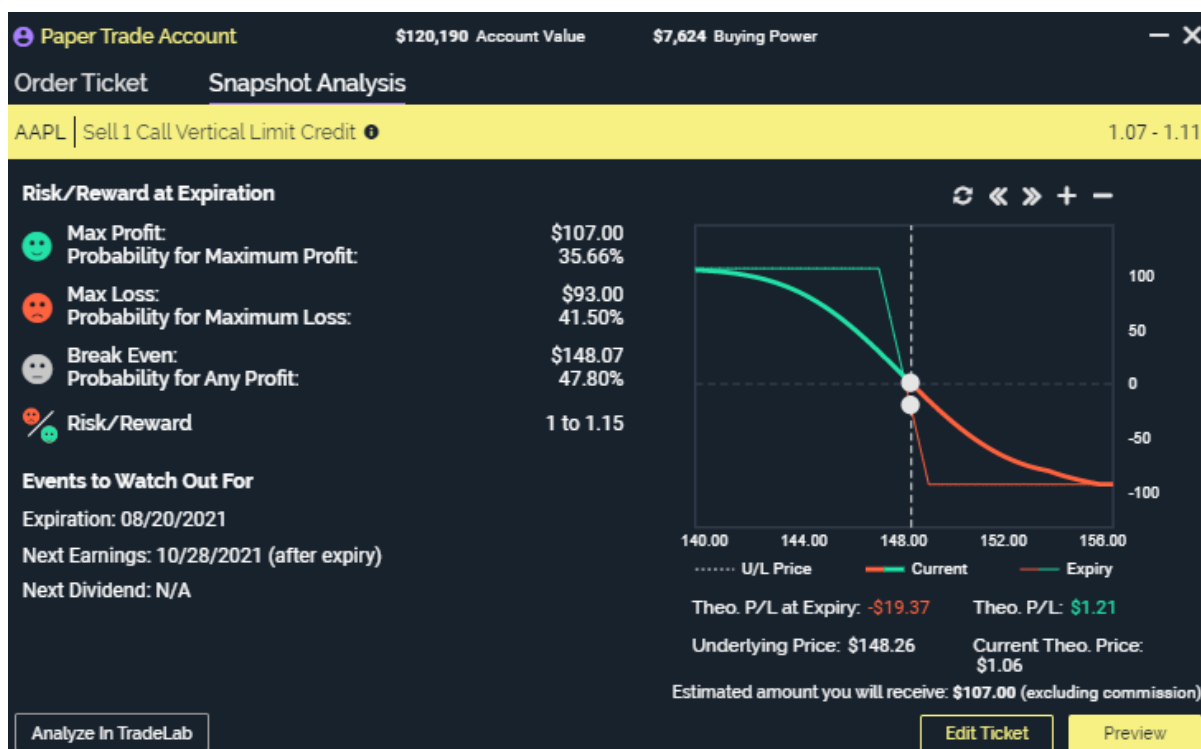 Paper Trade Account $120,190 Account Value $7,624 Buying Power
Order Ticket Snapshot Analysis
AAPL | Sell 1 Call Vertical Limit Credit 1.07 - 1.11
Risk/Reward at Expiration
Max Profit: $107.00
Probability for Maximum Profit: 35.66%
Max Loss: $93.00
Probability for Maximum Loss: 41.50%
Break Even: $148.07
Probability for Any Profit: 47.80%
Risk/Reward 1 to 1.15
Events to Watch Out For
Expiration: 08/20/2021
Next Earnings: 10/28/2021 (after expiry)
Next Dividend: N/A
100
50
0
-50
-100
140.00 144.00 148.00 152.00 156.00
U/L Price Current Expiry
Theo. P/L at Expiry: -$19.37 Theo. P/L: $1.21
Underlying Price: $148.26 Current Theo. Price:
$1.06
Estimated amount you will receive: $107.00 (excluding commission)
Analyze In TradeLab Edit Ticket Preview